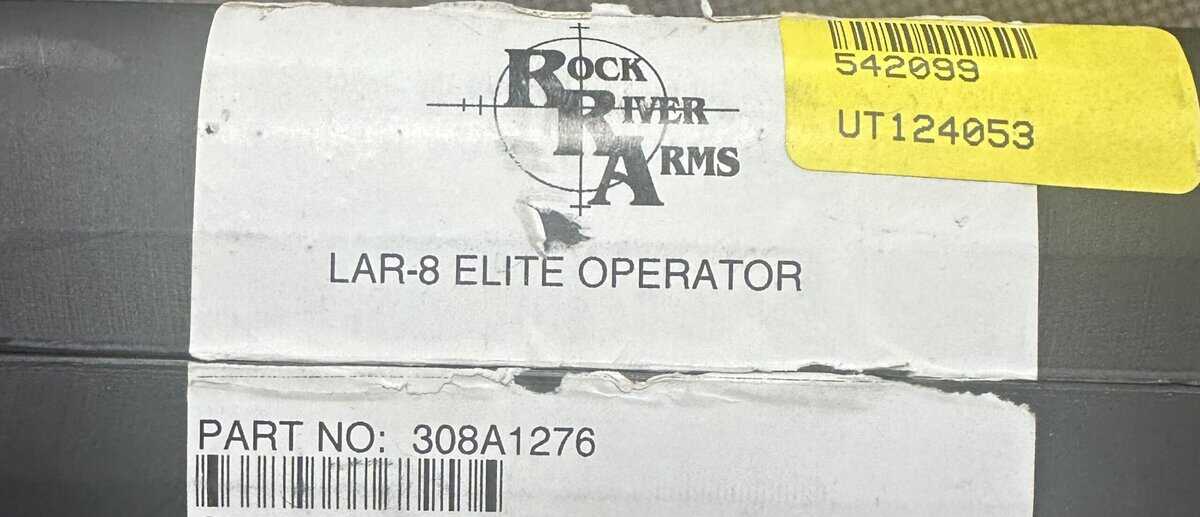 ROCK
RIVER
ARMS
542099
UT124053
LAR-8 ELITE OPERATOR
PART NO: 308A1276